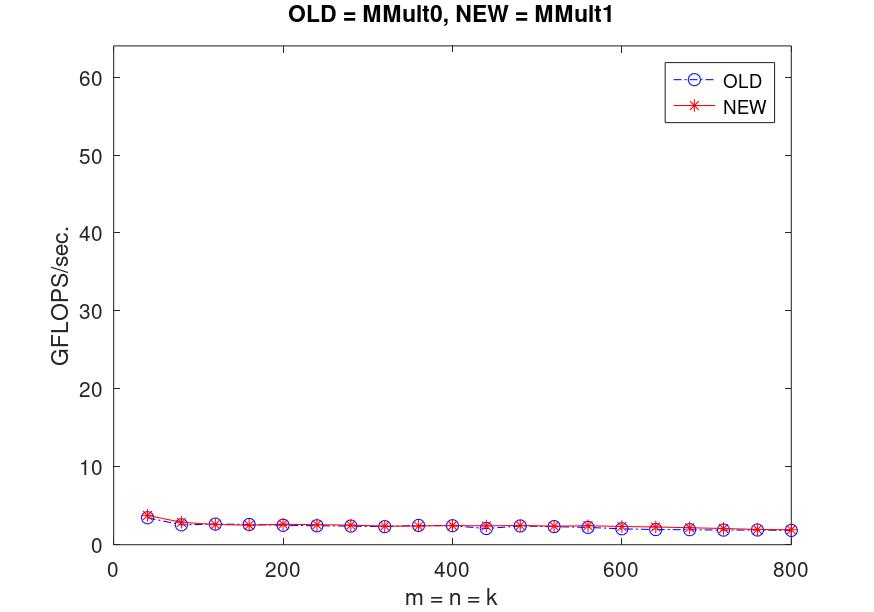 OLD = MMult0, NEW = MMult1
60
50
40
30
20
10
0
GFLOPS/sec.
OLD
NEW
0 200 400 600 800
m = n = k